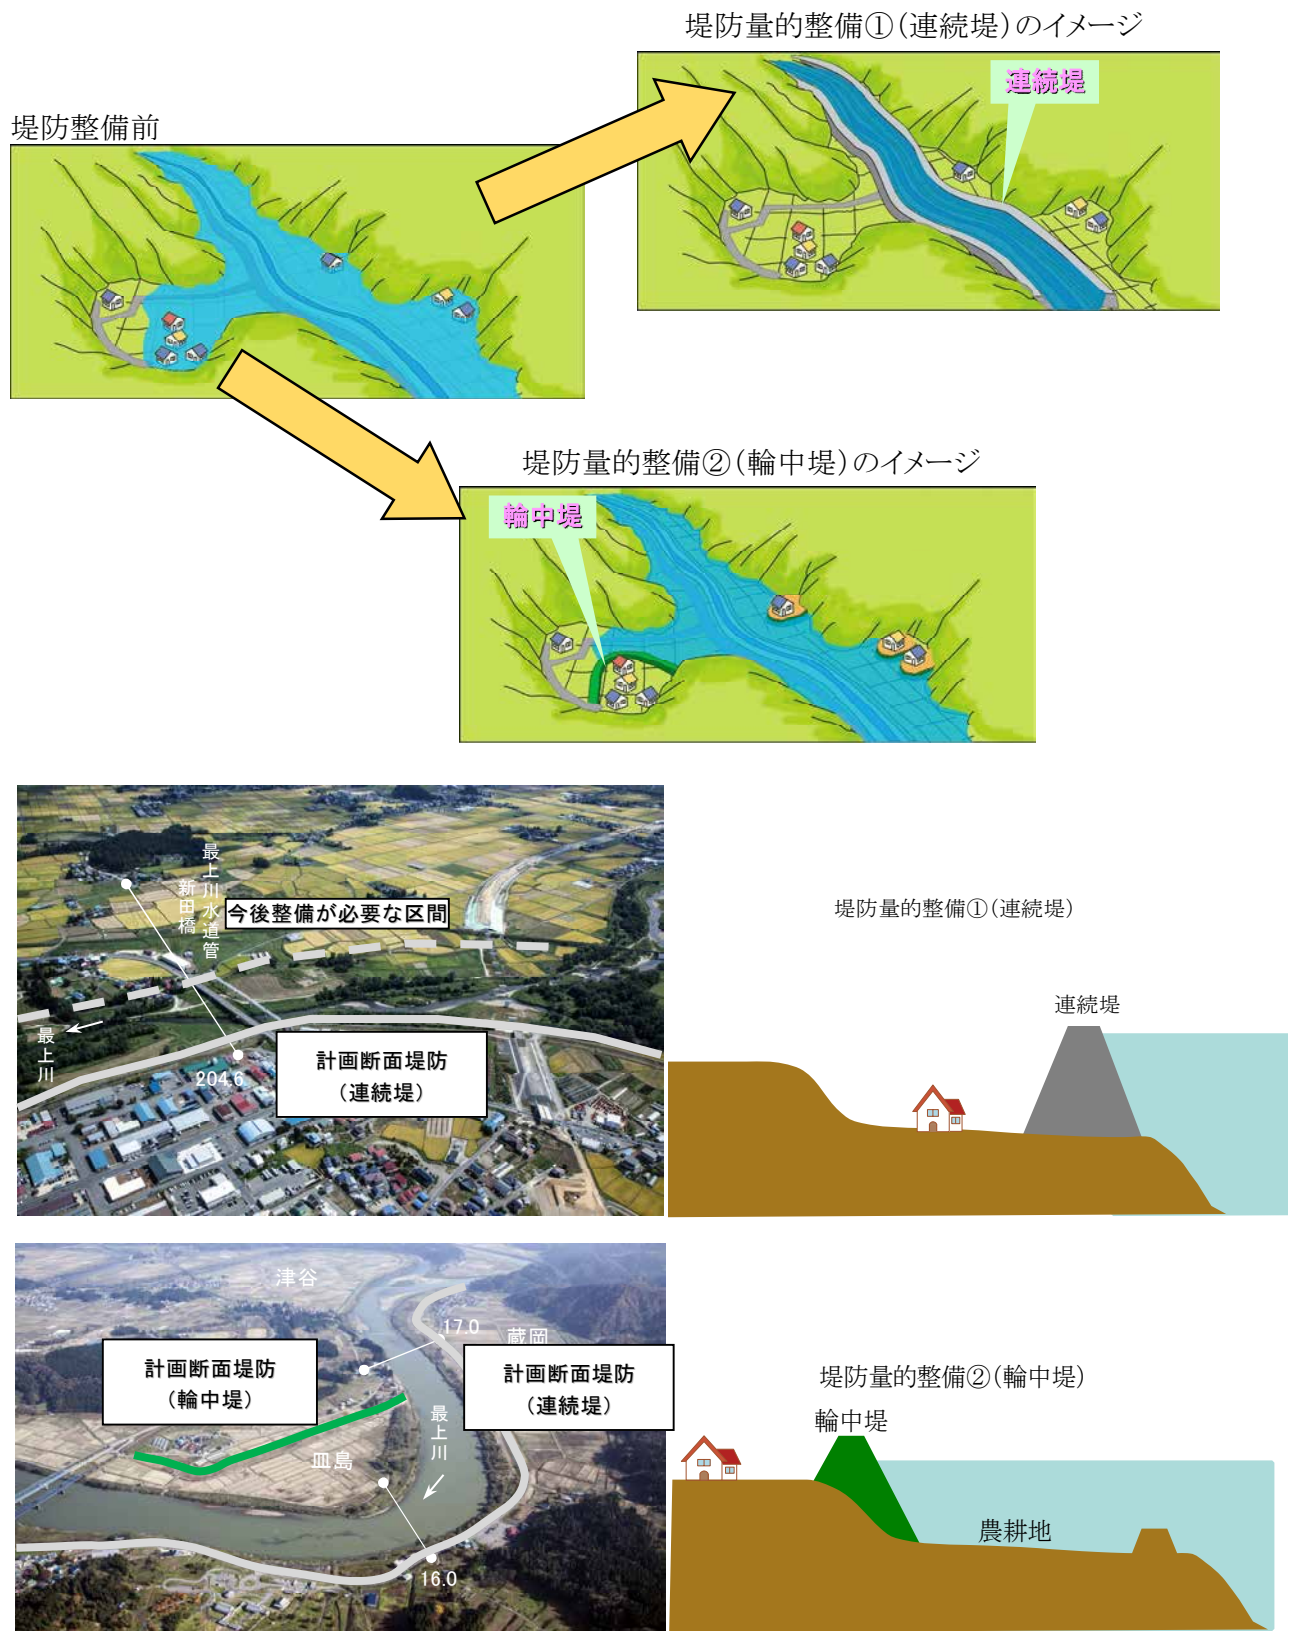 堤防量的整備①(連続堤)のイメージ
連続堤
堤防整備前
堤防量的整備②(輪中堤)のイメージ
輪中堤
最上川水道管
新田橋
今後整備が必要な区間
最上川
204.6
計画断面堤防
(連続堤)
堤防量的整備①(連続堤)
連続堤
津谷
17.0
蔵岡
計画断面堤防
(輪中堤)
計画断面堤防
(連続堤)
最上川
皿島
16.0
堤防量的整備②(輪中堤)
輪中堤
農耕地